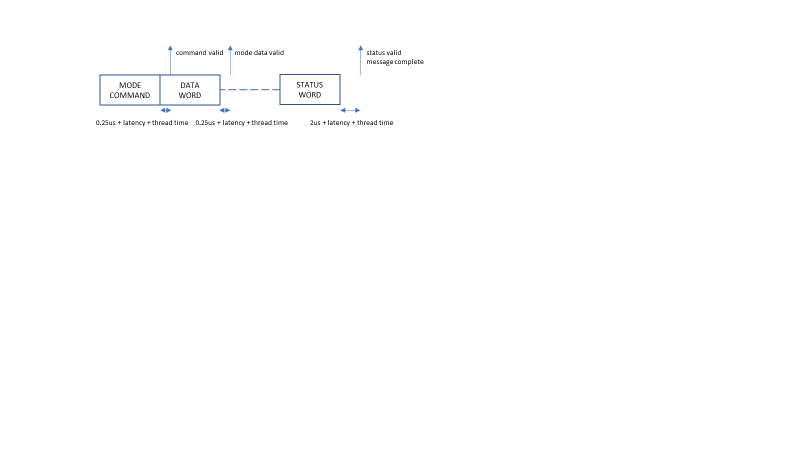 command valid
mode data valid
status valid
message complete
MODE
COMMAND
DATA
WORD
STATUS
WORD
0.25us + latency + thread time
0.25us + latency + thread time
2us + latency + thread time